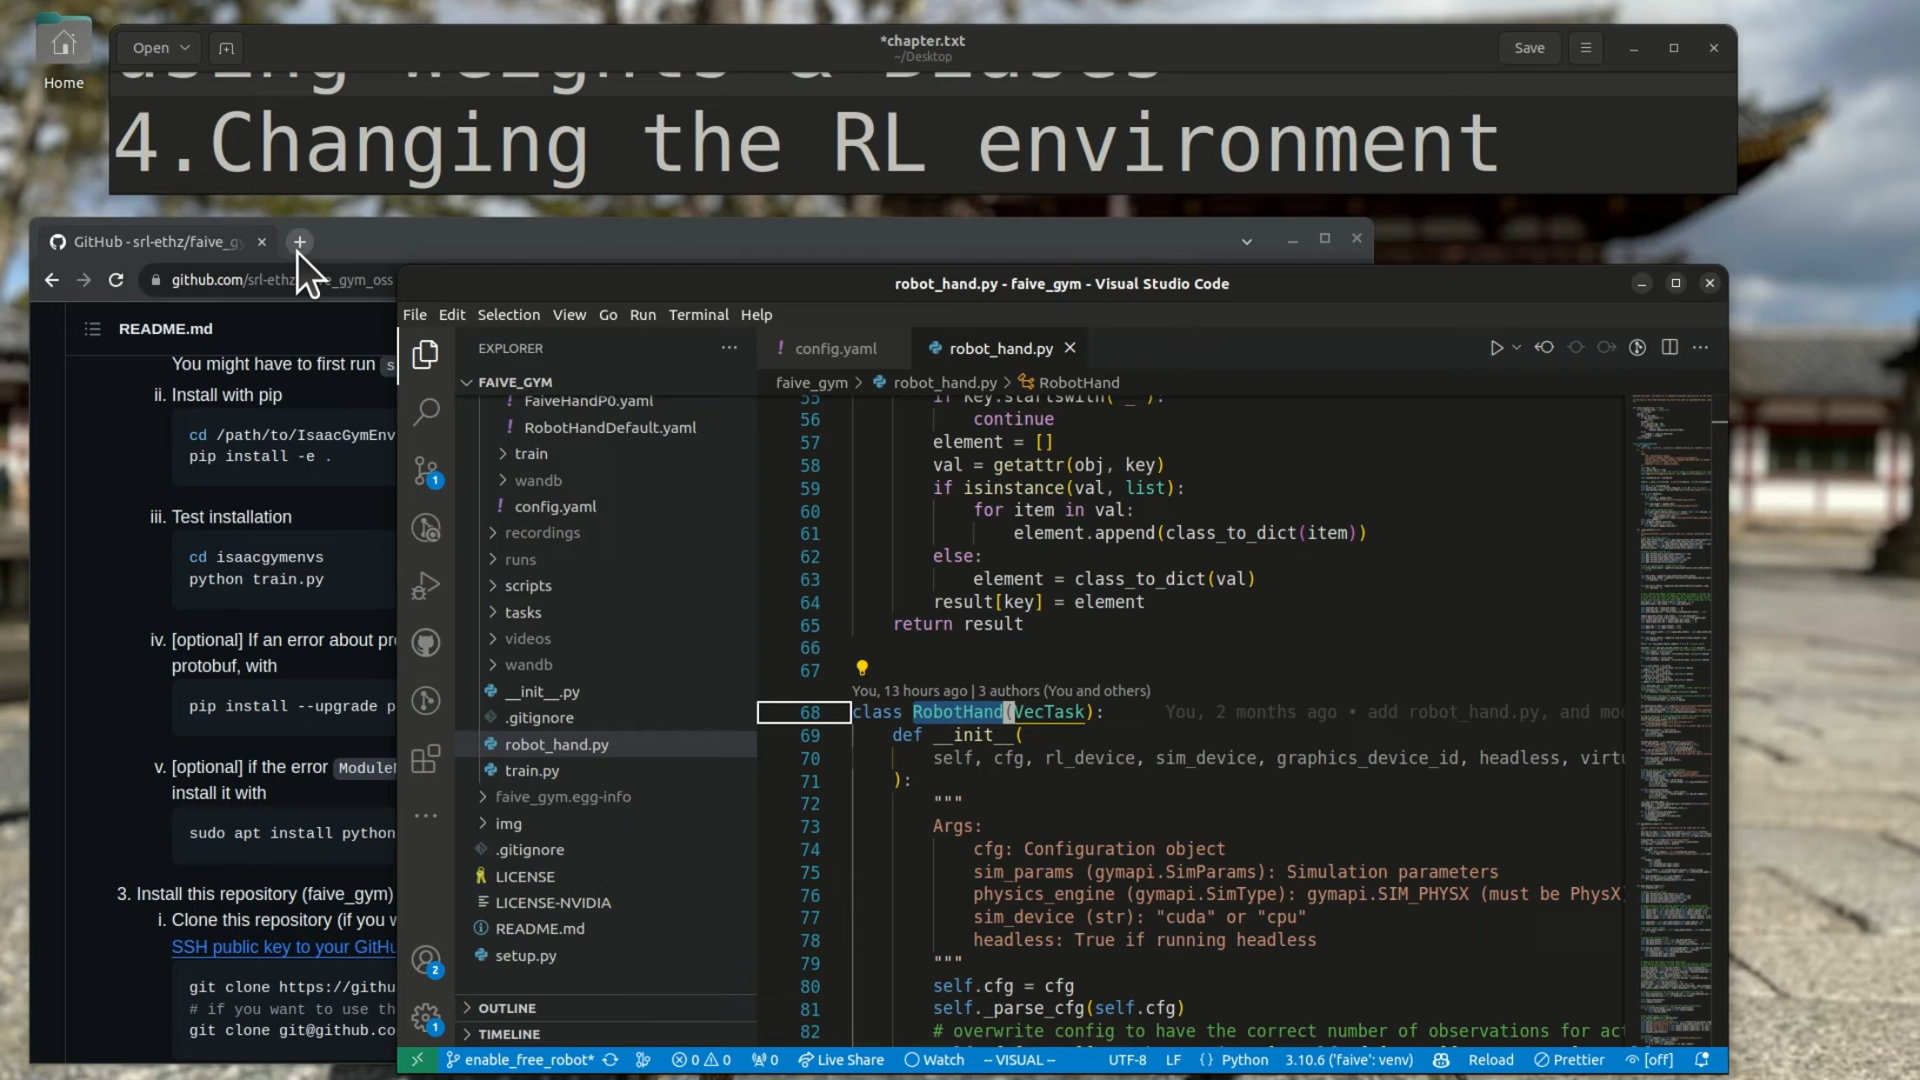 Home
Open
*chapter.txt
~/Desktop
Save
using Weights & Biases
4.Changing the RL environment
GitHub - srl-ethz/faive_gy
github.com/srl-ethz
e_gym_oss
README.md
You might have to first run s
ii. Install with pip
cd /path/to/IsaacGymEnv
pip install -e .
iii. Test installation
cd isaacgymenvs
python train.py
iv. [optional] If an error about pr
protobuf, with
pip install --upgrade p
v. [optional] if the error Module
install it with
sudo apt install python
3. Install this repository (faive_gym)
i. Clone this repository (if you w
SSH public key to your GitHu
git clone https://githu
# if you want to use th
git clone git@github.co
robot_hand.py - faive_gym - Visual Studio Code
File Edit Selection View Go Run Terminal Help
EXPLORER
FAIVE_GYM
FaiveHandP0.yaml
RobotHandDefault.yaml
train
wandb
config.yaml
recordings
runs
scripts
tasks
videos
wandb
__init__.py
.gitignore
robot_hand.py
train.py
faive_gym.egg-info
img
.gitignore
LICENSE
LICENSE-NVIDIA
README.md
setup.py
OUTLINE
TIMELINE
1
2
1
config.yaml
robot_hand.py
faive_gym > robot_hand.py > RobotHand
55 if key.startswith("_"):
56 continue
57 element = []
58 val = getattr(obj, key)
59 if isinstance(val, list):
60 for item in val:
61 element.append(class_to_dict(item))
62 else:
63 element = class_to_dict(val)
64 result[key] = element
65 return result
66
67
You, 13 hours ago | 3 authors (You and others)
68 class RobotHand(VecTask): You, 2 months ago • add robot_hand.py, and mo
69 def __init__(
70 self, cfg, rl_device, sim_device, graphics_device_id, headless, virtu
71 ):
72 """
73 Args:
74 cfg: Configuration object
75 sim_params (gymapi.SimParams): Simulation parameters
76 physics_engine (gymapi.SimType): gymapi.SIM_PHYSX (must be PhysX)
77 sim_device (str): "cuda" or "cpu"
78 headless: True if running headless
79 """
80 self.cfg = cfg
81 self._parse_cfg(self.cfg)
82 # overwrite config to have the correct number of observations for ac
enable_free_robot* 0 0 0 Live Share Watch -- VISUAL -- UTF-8 LF {} Python 3.10.6 ('faive': venv) Reload Prettier [off]